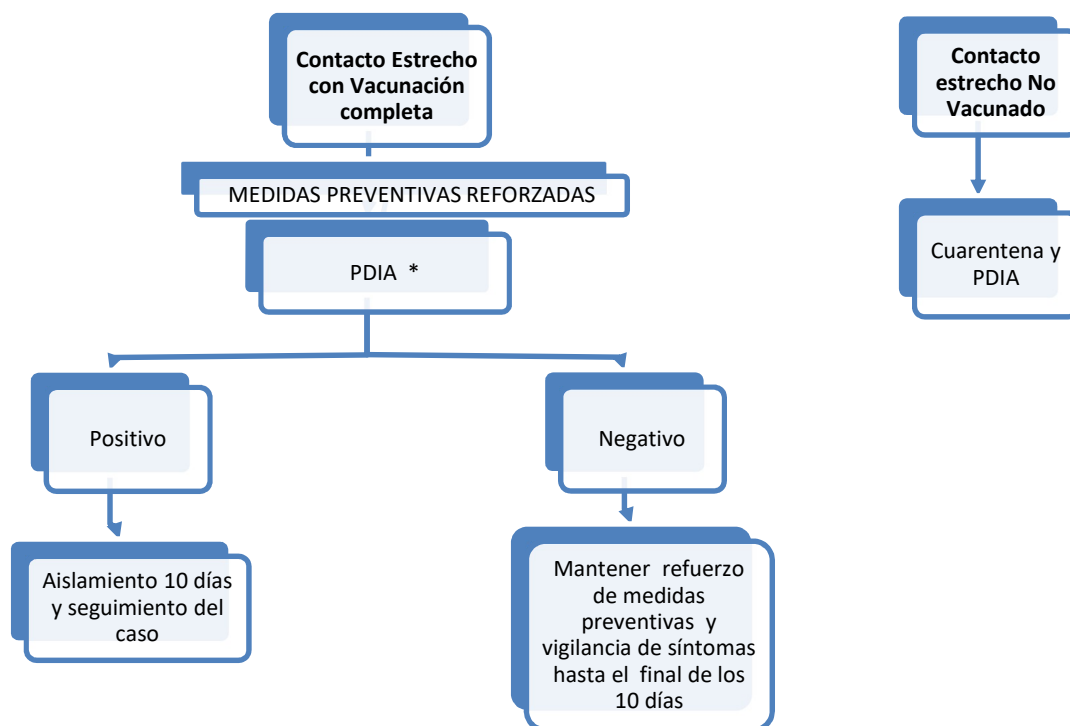 Contacto Estrecho
con Vacunación
completa
MEDIDAS PREVENTIVAS REFORZADAS
PDIA *
Positivo
Aislamiento 10 días
y seguimiento del
caso
Negativo
Mantener refuerzo
de medidas
preventivas y
vigilancia de síntomas
hasta el final de los
10 días
Contacto
estrecho No
Vacunado
Cuarentena y
PDIA